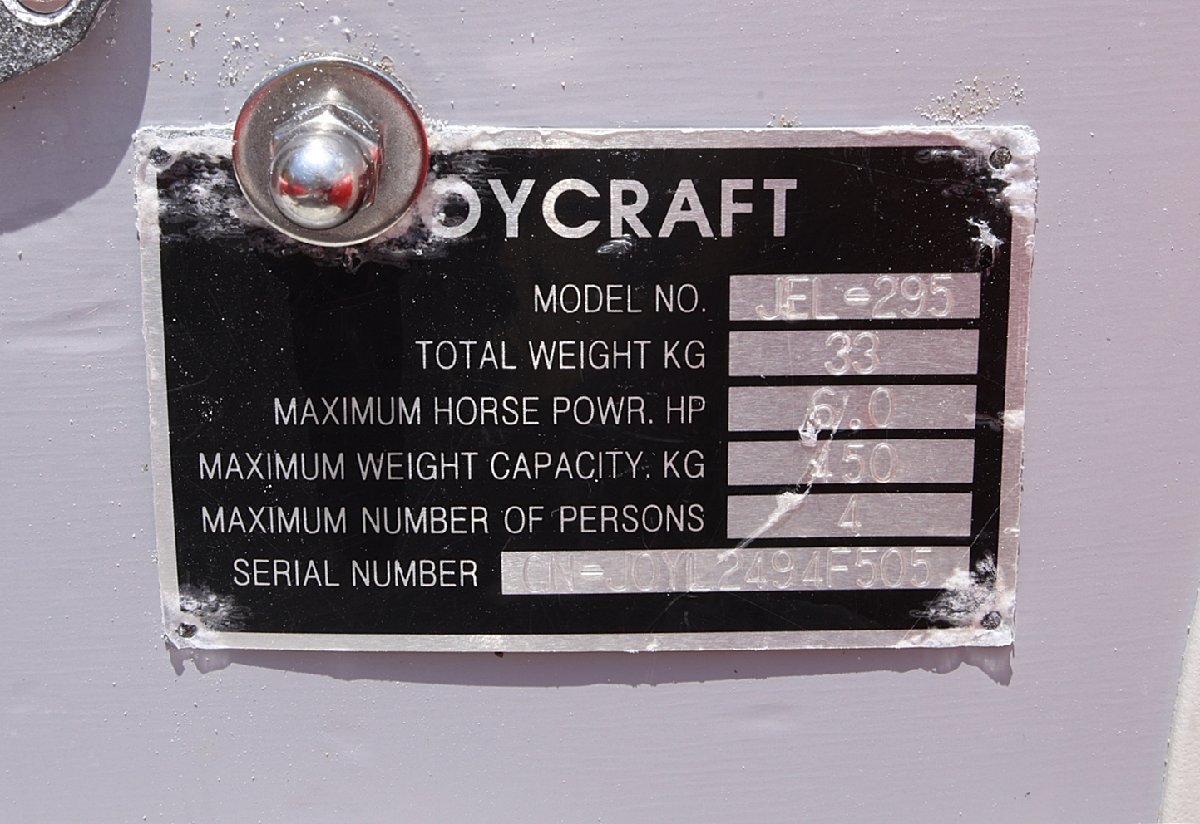 OYCRAFT
MODEL NO. JEL-295
TOTAL WEIGHT KG 33
MAXIMUM HORSE POWR. HP
MAXIMUM WEIGHT CAPACITY. KG 450
MAXIMUM NUMBER OF PERSONS 4
SERIAL NUMBER CN-JOYL2494F505